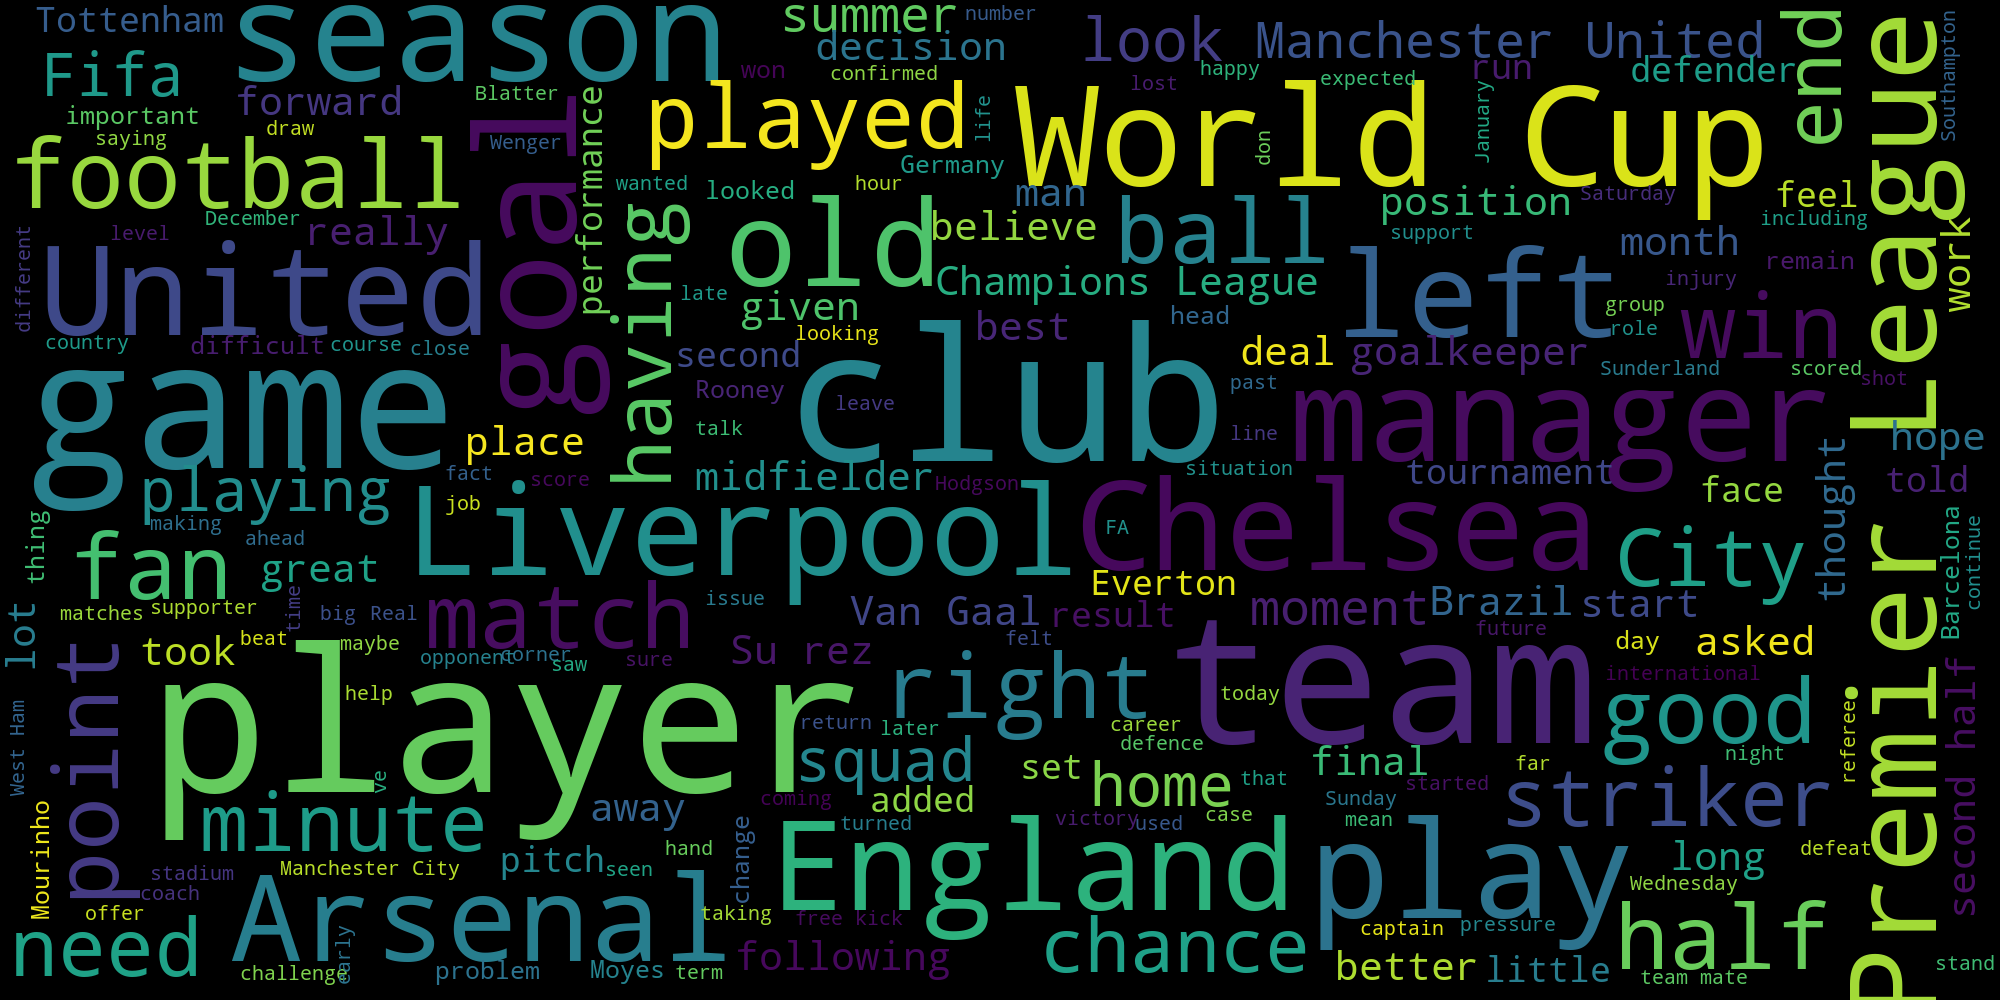 Tottenham
season
summer
number
decision
look
Manchester United
end
League
Southampton
Fifa
forward
Blatter
won
confirmed
lost
happy
expected
run
defender
important
saying
draw
football
goal
Wenger
performance
played
life
Germany
World Cup
don
January
December
level
really
wanted
looked
hour
old
man
believe
ball
position
Saturday
feel
support
including
different
United
having
late
given
Champions League
left
month
remain
work
injury
group
country
difficult
course
close
looking
second
best
head
role
win
deal
goalkeeper
Sunderland
scored
shot
game
Rooney
leave
club
past
manager
place
talk
line
hope
playing
fact
score
job
midfielder
Hodgson
situation
tournament
thought
told
face
thing
making
ahead
Liverpool
FA
Chelsea
City
Barcelona
continue
fan
great
Everton
matches
supporter
time
big Real
match
issue
Van Gaal
result
moment
Brazil
start
lot
took
beat
maybe
opponent
corner
saw
sure
Su rez
felt
future
day
asked
point
player
help
right
team
today
international
good
Premier
referee
second half
West Ham
return
later
career
defence
night
ve
squad
set
home
that
final
started
far
striker
Mourinho
minute
away
coming
added
Sunday
mean
victory
used
case
change
turned
England
play
long
defeat
stadium
coach
Manchester City
pitch
seen
hand
Wednesday
offer
Arsenal
taking
free kick
captain
pressure
half
need
early
challenge
problem
Moyes
term
following
chance
better
little
team mate
stand